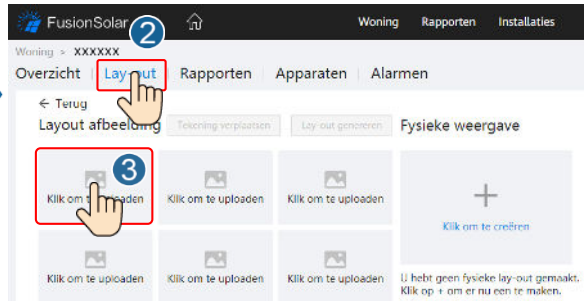 FusionSolar Woning Rapporten Installaties
2
Woning > XXXXXX
Overzicht Lay-out Rapporten Apparaten Alarmen
← Terug
Layout afbeelding Tekening verplaatsen Lay-out genereren Fysieke weergave
3
Klik om te uploaden Klik om te uploaden Klik om te uploaden
Klik om te creëren
Klik om te uploaden Klik om te uploaden Klik om te uploaden
U hebt geen fysieke lay-out gemaakt.
Klik op + om er nu een te maken.